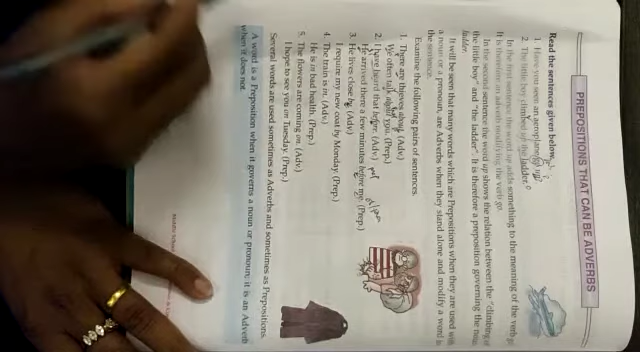 PREPOSITIONS THAT CAN BE ADVERBS
Read the sentences given below.
1. Have you seen an aeroplane go up?
2. The little boy climbed up the ladder.
In the first sentence the word up adds something to the meaning of the verb
It is therefore an adverb modifying the verb go.
In the second sentence the word up shows the relation between the "climbing
the little boy" and "the ladder". It is therefore a preposition governing the
ladder.
It will be seen that many words which are Prepositions when they are used
a noun or a pronoun, are Adverbs when they stand alone and modify a word
the sentence.
Examine the following pairs of sentences.
1. There are thieves about. (Adv.)
We often talk about you. (Prep.)
2. I have heard that before. (Adv.)
He arrived there a few minutes before me. (Prep.)
3. He lives close by. (Adv)
I require my new coat by Monday. (Prep.)
4. The train is in. (Adv.)
He is in bad health. (Prep.)
5. The flowers are coming on. (Adv.)
I hope to see you on Tuesday. (Prep.)
Several words are used sometimes as Adverbs and sometimes as Prepositions.
A word is a Preposition when it governs a noun or pronoun; it is an Adverb
when it does not.